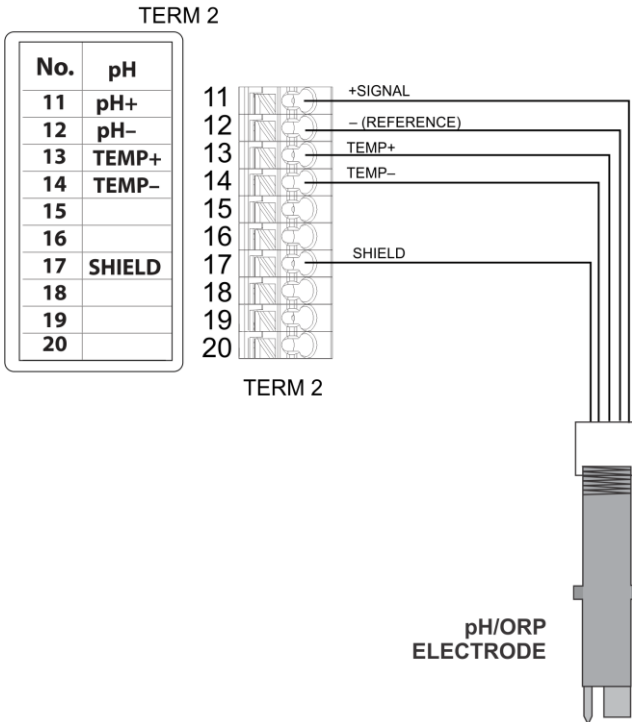 TERM 2
No. pH
11 pH+
12 pH–
13 TEMP+
14 TEMP–
15
16
17 SHIELD
18
19
20
11 +SIGNAL
12 – (REFERENCE)
13 TEMP+
14 TEMP–
15
16
17 SHIELD
18
19
20
TERM 2
pH/ORP
ELECTRODE